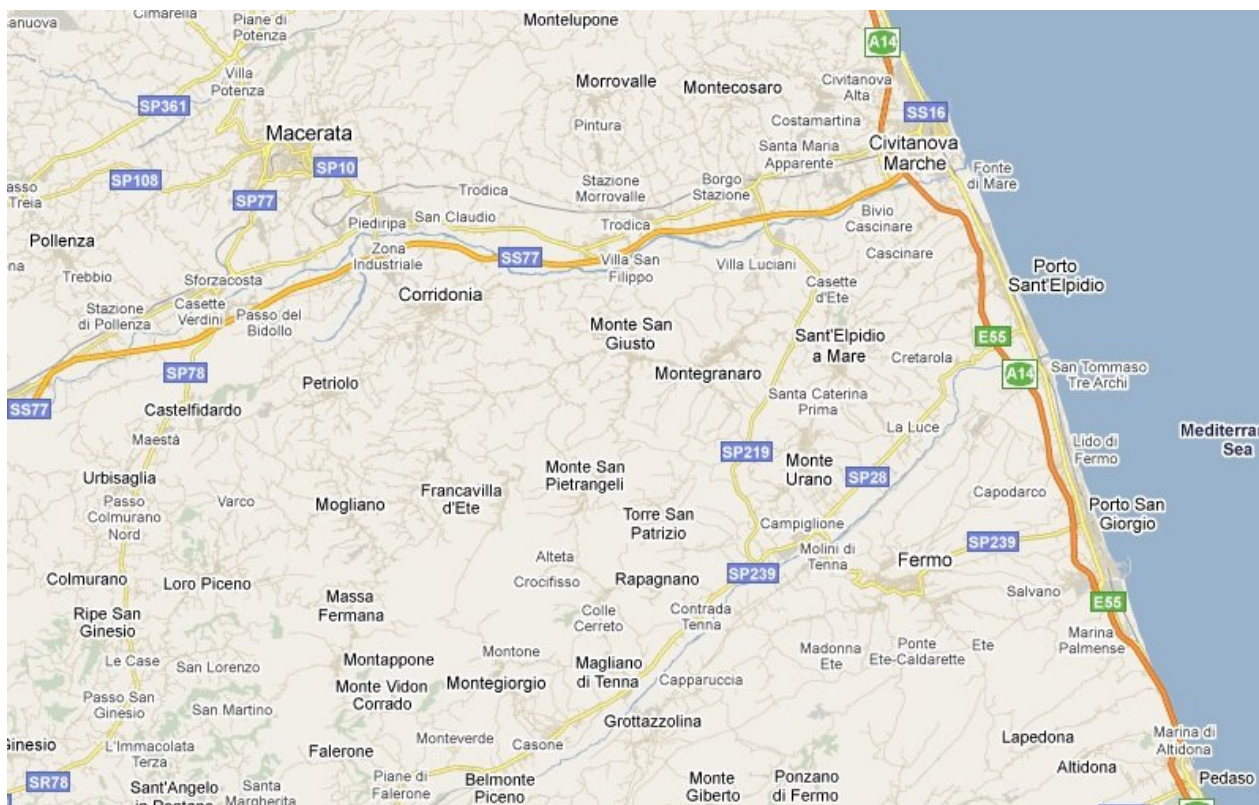 Cimarella
Montelupone
Piane di
Potenza
A14
Villa
Potenza
Morrovalle
Montecosaro
Civitanova
Alta
SP361
SS16
Pintura
Costamartina
Macerata
Civitanova
Marche
Santa Maria
Apparente
SP10
Fonte
di Mare
SP108
Stazione
Morrovalle
Borgo
Stazione
Trodica
SP77
Bivio
Cascinare
Piediripa
San Claudio
Trodica
Pollenza
Zona
Industriale
SS77
Villa San
Filippo
Villa Luciani
Cascinare
Trebbio
Sforzacosta
Porto
Sant'Elpidio
Casette
d'Ete
Corridonia
Stazione
di Pollenza
Casette
Verdini
Passo del
Bidollo
Monte San
Giusto
Sant'Elpidio
a Mare
E55
Cretarola
SP78
Montegranaro
A14
San Tommaso
Tre Archi
Petriolo
Santa Caterina
Prima
SS77
Castelfidardo
La Luce
Mediterran
Sea
Maestà
SP219
Lido di
Fermo
Monte
Urano
SP28
Urbisaglia
Monte San
Pietrangeli
Passo
Colmurano
Nord
Varco
Mogliano
Francavilla
d'Ete
Capodarco
Porto San
Giorgio
Torre San
Patrizio
Campiglione
SP239
Molini di
Tenna
Fermo
Alteta
Colmurano
Loro Piceno
Crocifisso
Rapagnano
SP239
Salvano
E55
Massa
Fermana
Colle
Cerreto
Contrada
Tenna
Ripe San
Ginesio
Marina
Palmense
Madonna
Ete
Ponte
Ete-Caldarette
Ete
Le Case
San Lorenzo
Montappone
Montone
Magliano
di Tenna
Capparuccia
Monte Vidon
Corrado
Montegiorgio
Passo San
Ginesio
San Martino
Grottazzolina
Ginesio
L'Immacolata
Terza
Falerone
Monteverde
Casone
Lapedona
Marina di
Altidona
SR78
Sant'Angelo
in Pontano
Santa
Margherita
Piane di
Falerone
Belmonte
Piceno
Monte
Giberto
Ponzano
di Fermo
Altidona
Pedaso